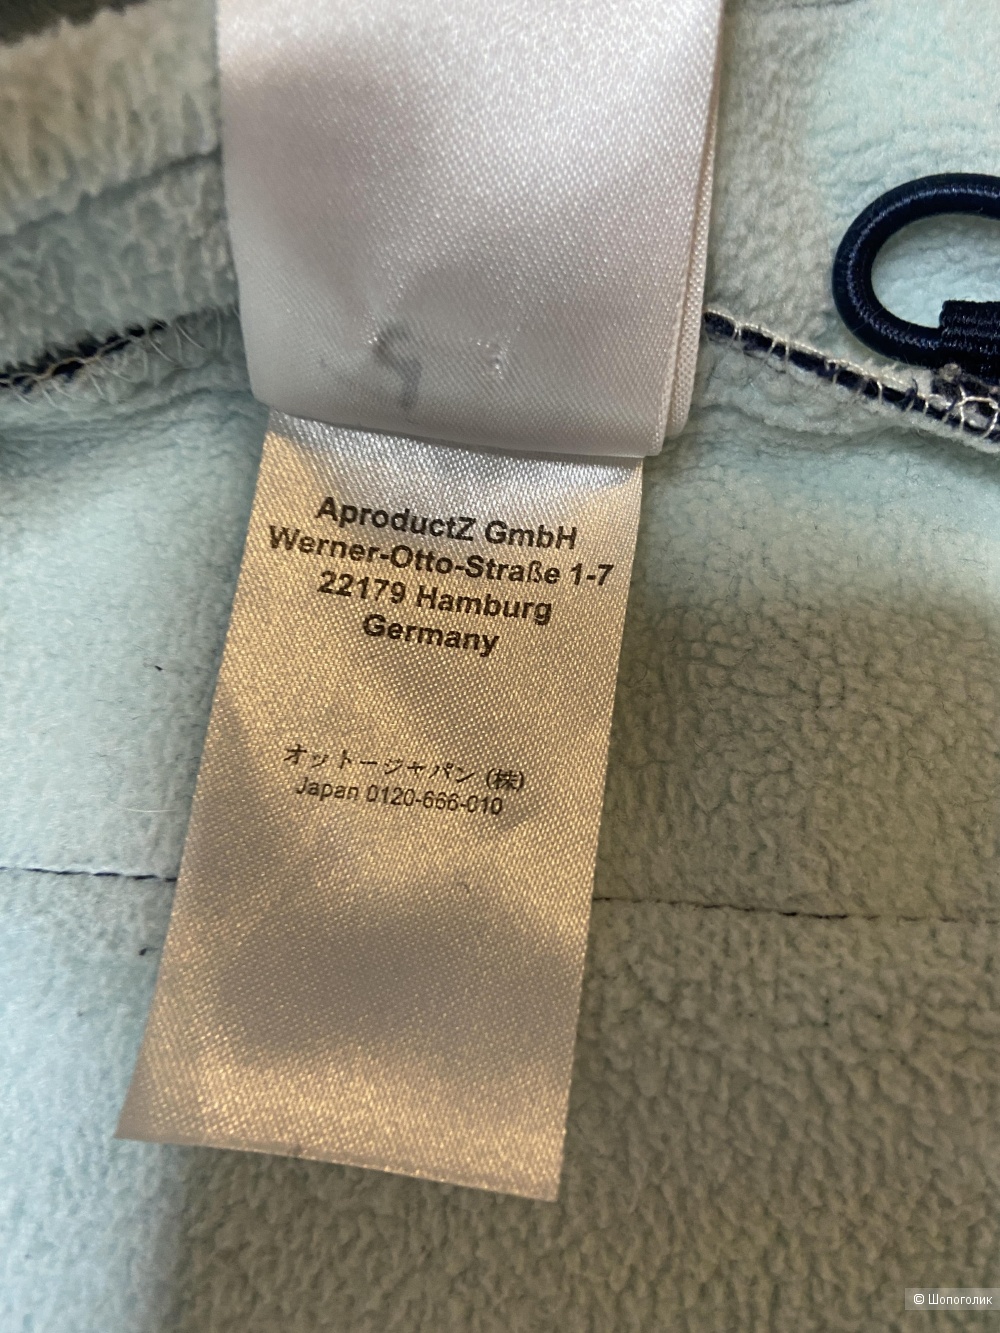 AproductZ GmbH
Werner-Otto-Straße 1-7
22179 Hamburg
Germany
オットージャパン (株)
Japan 0120-666-010
© Шопоголик